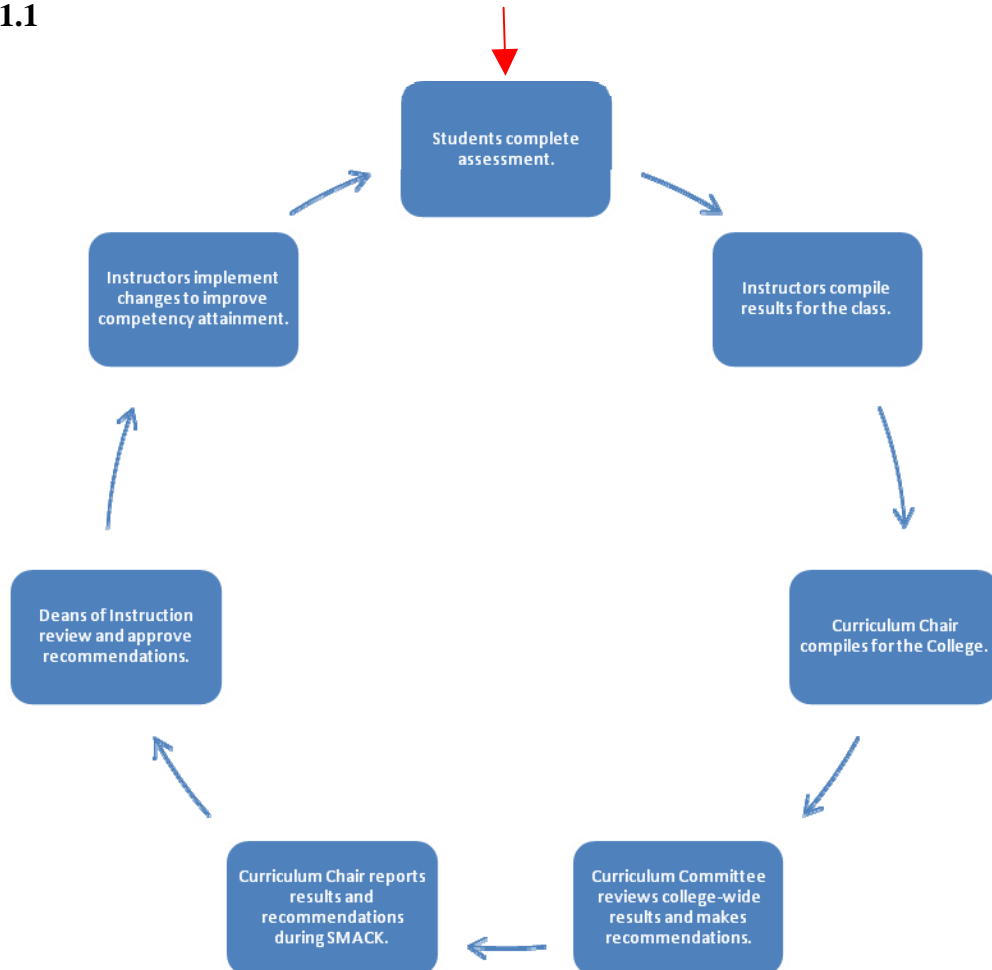 1.1
Students complete
assessment.
Instructors compile
results for the class.
Curriculum Chair
compiles for the College.
Curriculum Committee
reviews college-wide
results and makes
recommendations.
Curriculum Chair reports
results and
recommendations
during SMACK.
Deans of Instruction
review and approve
recommendations.
Instructors implement
changes to improve
competency attainment.